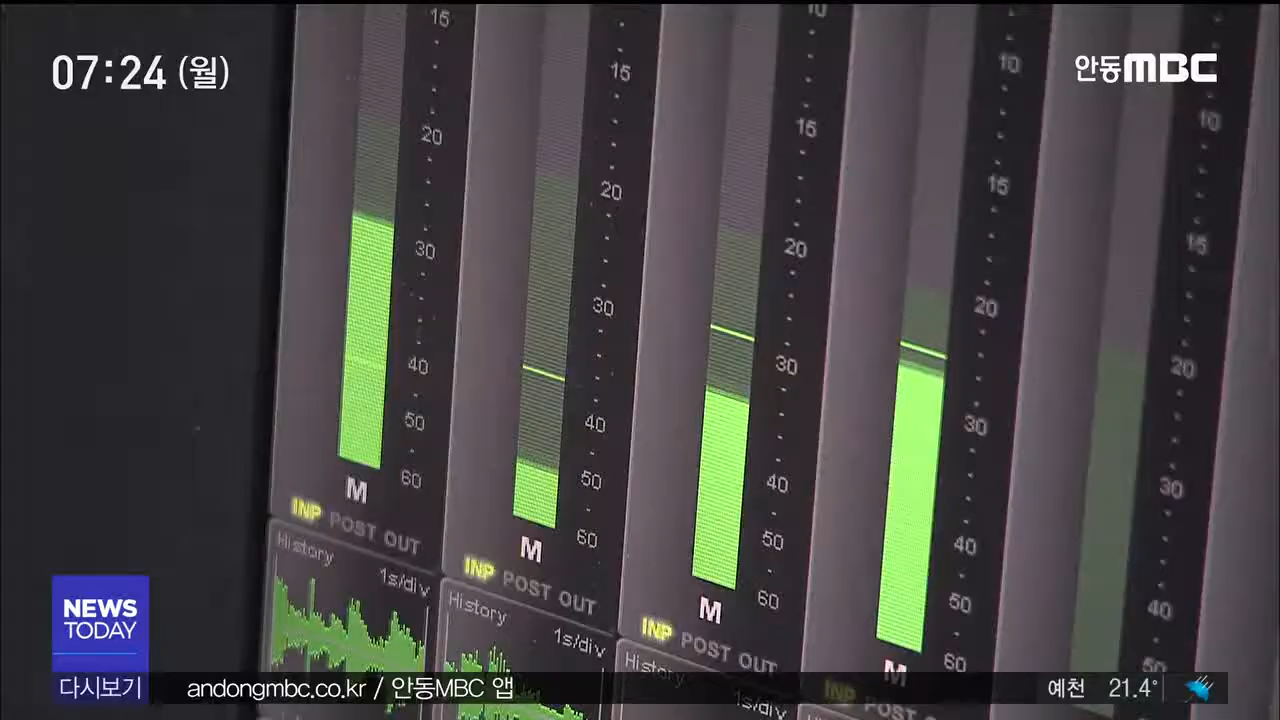 07:24 (월)
안동MBC
15
20
30
40
50
60
M
INP POST OUT
History
1s/div
15
20
30
40
50
60
M
INP POST OUT
History
1s/div
10
15
20
30
40
50
60
M
INP POST OUT
History
1s/div
10
15
20
30
40
50
60
M
INP POST
10
15
20
30
40
50
NEWS
TODAY
다시보기
andongmbc.co.kr / 안동MBC 앱
예천 21.4°